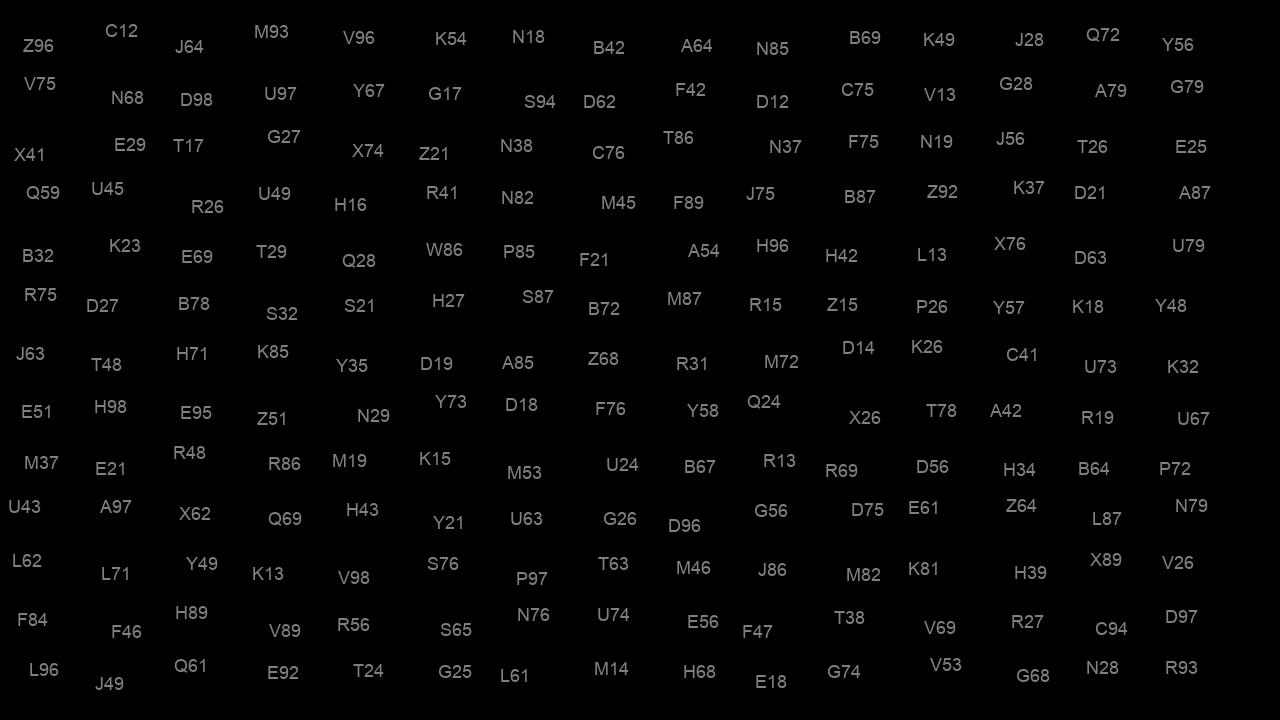 Z96 C12 J64 M93 V96 K54 N18 B42 A64 N85 B69 K49 J28 Q72 Y56
V75 N68 D98 U97 Y67 G17 S94 D62 F42 D12 C75 V13 G28 A79 G79
X41 E29 T17 G27 X74 Z21 N38 C76 T86 N37 F75 N19 J56 T26 E25
Q59 U45 R26 U49 H16 R41 N82 M45 F89 J75 B87 Z92 K37 D21 A87
B32 K23 E69 T29 Q28 W86 P85 F21 A54 H96 H42 L13 X76 D63 U79
R75 D27 B78 S32 S21 H27 S87 B72 M87 R15 Z15 P26 Y57 K18 Y48
J63 T48 H71 K85 Y35 D19 A85 Z68 R31 M72 D14 K26 C41 U73 K32
E51 H98 E95 Z51 N29 Y73 D18 F76 Y58 Q24 X26 T78 A42 R19 U67
M37 E21 R48 R86 M19 K15 M53 U24 B67 R13 R69 D56 H34 B64 P72
U43 A97 X62 Q69 H43 Y21 U63 G26 D96 G56 D75 E61 Z64 L87 N79
L62 L71 Y49 K13 V98 S76 P97 T63 M46 J86 M82 K81 H39 X89 V26
F84 F46 H89 V89 R56 S65 N76 U74 E56 F47 T38 V69 R27 C94 D97
L96 J49 Q61 E92 T24 G25 L61 M14 H68 E18 G74 V53 G68 N28 R93